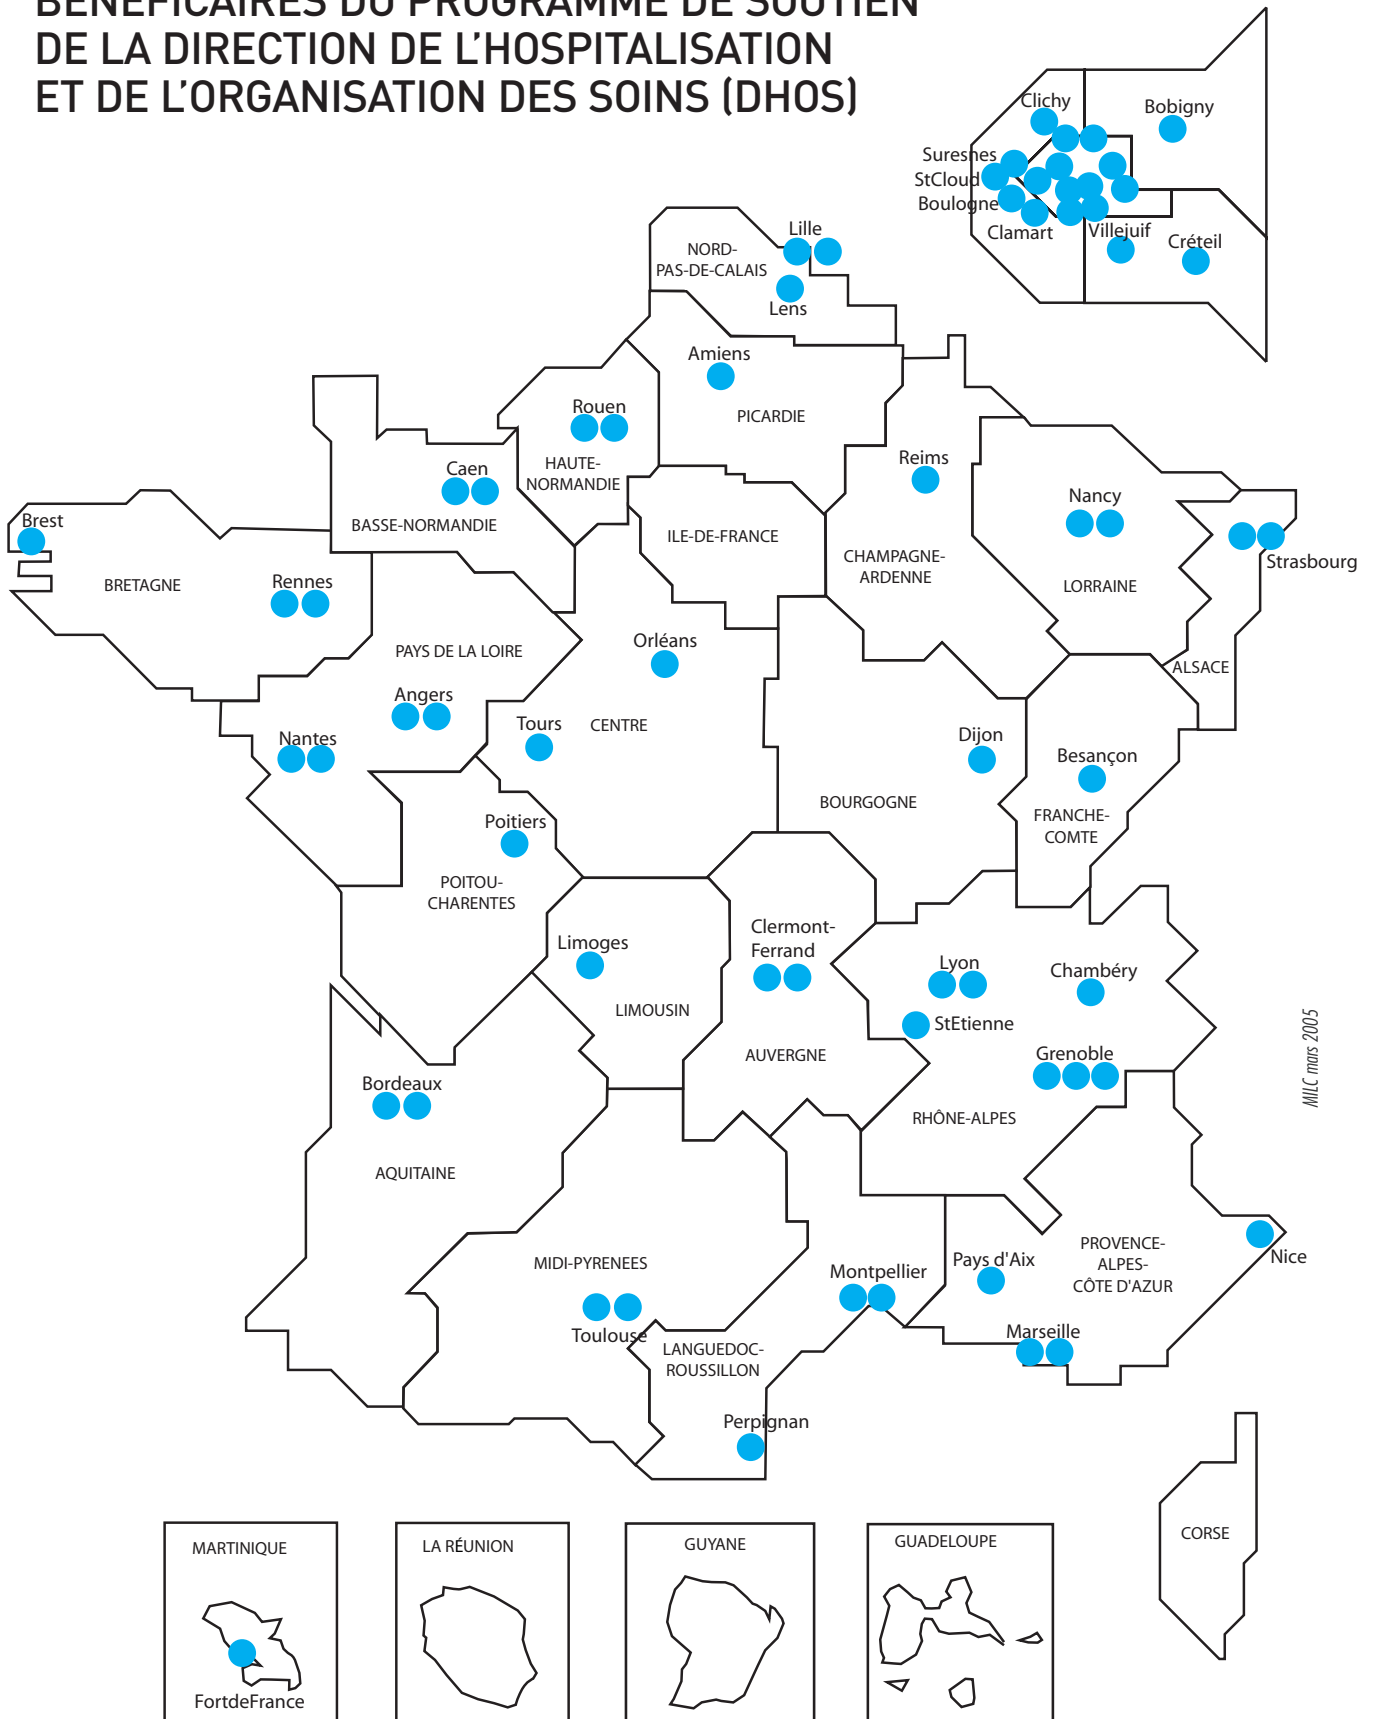 BÉNÉFICAIRES DU PROGRAMME DE SOUTIEN
DE LA DIRECTION DE L'HOSPITALISATION
ET DE L'ORGANISATION DES SOINS (DHOS)
Clichy
Bobigny
Suresnes
StCloud
Boulogne
Clamart
Villejuif
Créteil
Lille
NORD-
PAS-DE-CALAIS
Lens
Amiens
PICARDIE
Rouen
HAUTE-
NORMANDIE
Caen
BASSE-NORMANDIE
Reims
Nancy
Brest
ILE-DE-FRANCE
CHAMPAGNE-
ARDENNE
Strasbourg
BRETAGNE
Rennes
LORRAINE
PAYS DE LA LOIRE
Orléans
ALSACE
Angers
Tours
CENTRE
Nantes
Dijon
Besançon
BOURGOGNE
FRANCHE-
COMTE
Poitiers
POITOU-
CHARENTES
Clermont-
Ferrand
Limoges
Lyon
Chambéry
LIMOUSIN
StEtienne
AUVERGNE
Grenoble
MILC mars 2005
Bordeaux
RHÔNE-ALPES
AQUITAINE
MIDI-PYRENEES
Toulouse
Montpellier
Pays d'Aix
PROVENCE-
ALPES-
CÔTE D'AZUR
Nice
Marseille
LANGUEDOC-
ROUSSILLON
Perpignan
CORSE
MARTINIQUE
LA RÉUNION
GUYANE
GUADELOUPE
FortdeFrance